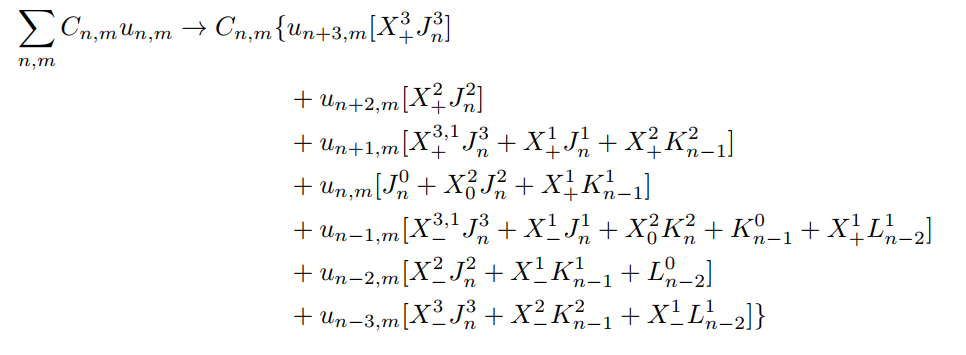 \sum_{n,m} C_{n,m} u_{n,m} \to C_{n,m} \{ u_{n+3,m} [X_+^3 J_n^3]
+ u_{n+2,m} [X_+^2 J_n^2]
+ u_{n+1,m} [X_+^{3,1} J_n^3 + X_+^1 J_n^1 + X_+^2 K_{n-1}^2]
+ u_{n,m} [J_n^0 + X_0^2 J_n^2 + X_+^1 K_{n-1}^1]
+ u_{n-1,m} [X_-^{3,1} J_n^3 + X_-^1 J_n^1 + X_0^2 K_n^2 + K_{n-1}^0 + X_+^1 L_{n-2}^1]
+ u_{n-2,m} [X_-^2 J_n^2 + X_-^1 K_{n-1}^1 + L_{n-2}^0]
+ u_{n-3,m} [X_-^3 J_n^3 + X_-^2 K_{n-1}^2 + X_-^1 L_{n-2}^1] \}